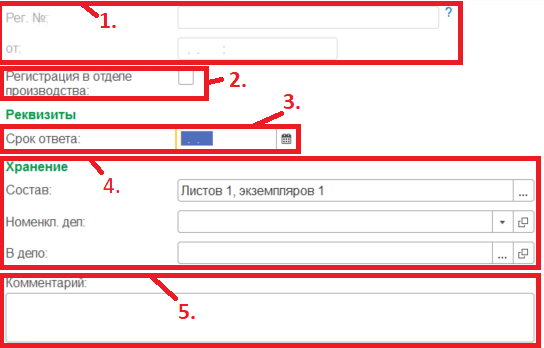 Рег. №:
?
1.
от:
. . :
Регистрация в отделе
производства:
2.
Реквизиты
3.
Срок ответа:
. .
Хранение
4.
Состав:
Листов 1, экземпляров 1
...
Номенкл. дел:
В дело:
...
Комментарий:
5.